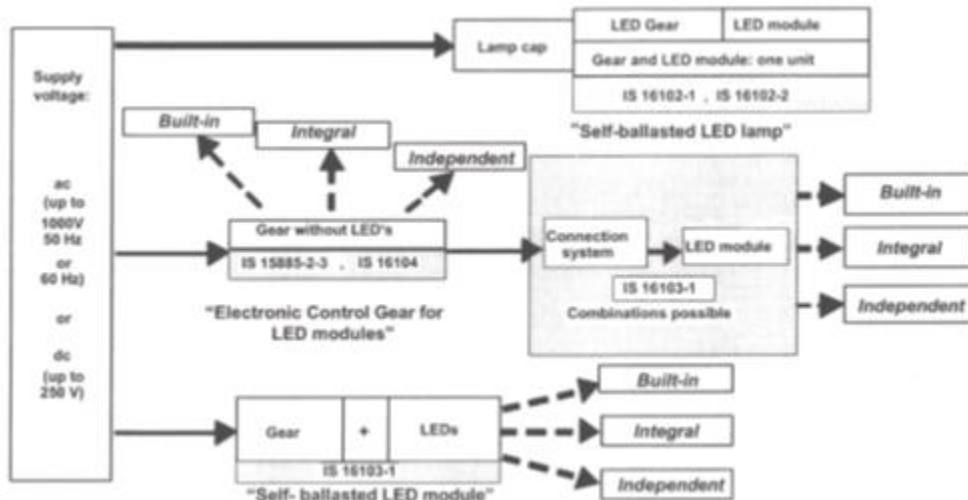 Supply
voltage:
ac
(up to
1000V
50 Hz
or
60 Hz)
or
dc
(up to
250 V)
Lamp cap
LED Gear
LED module
Gear and LED module: one unit
IS 16102-1 , IS 16102-2
"Self-ballasted LED lamp"
Built-in
Integral
Independent
Gear without LED's
IS 15885-2-3 , IS 16104
"Electronic Control Gear for
LED modules"
Connection
system
LED module
IS 16103-1
Combinations possible
Built-in
Integral
Independent
Gear
+
LEDs
IS 16103-1
"Self- ballasted LED module"
Built-in
Integral
Independent